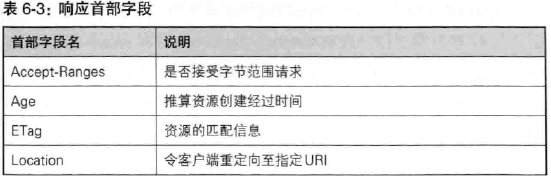 表 6-3：响应首部字段
首部字段名 说明
Accept-Ranges 是否接受字节范围请求
Age 推算资源创建经过时间
ETag 资源的匹配信息
Location 令客户端重定向至指定URI